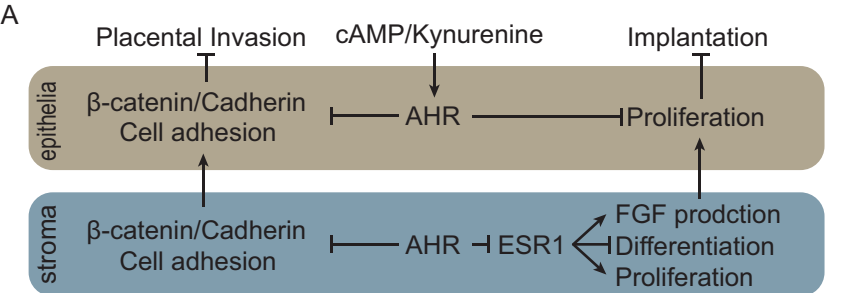 A
Placental Invasion
cAMP/Kynurenine
Implantation
epithelia
β-catenin/Cadherin
Cell adhesion
AHR
Proliferation
stroma
β-catenin/Cadherin
Cell adhesion
AHR
ESR1
FGF prodction
Differentiation
Proliferation